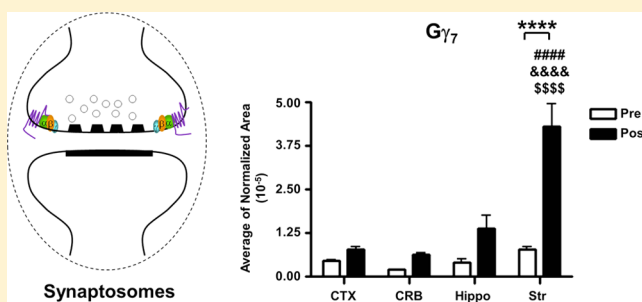 Synaptosomes
Gγ7
****
####
&&&&
$$$$
Pre
Pos
Average of Normalized Area
(10-5)
5.00
3.75
2.50
1.25
0.00
CTX
CRB
Hippo
Str